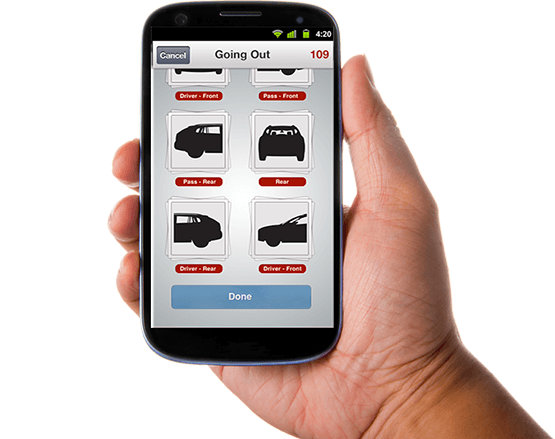 4:20
Cancel Going Out 109
Driver - Front Pass - Front
Pass - Rear Rear
Driver - Rear Driver - Front
Done